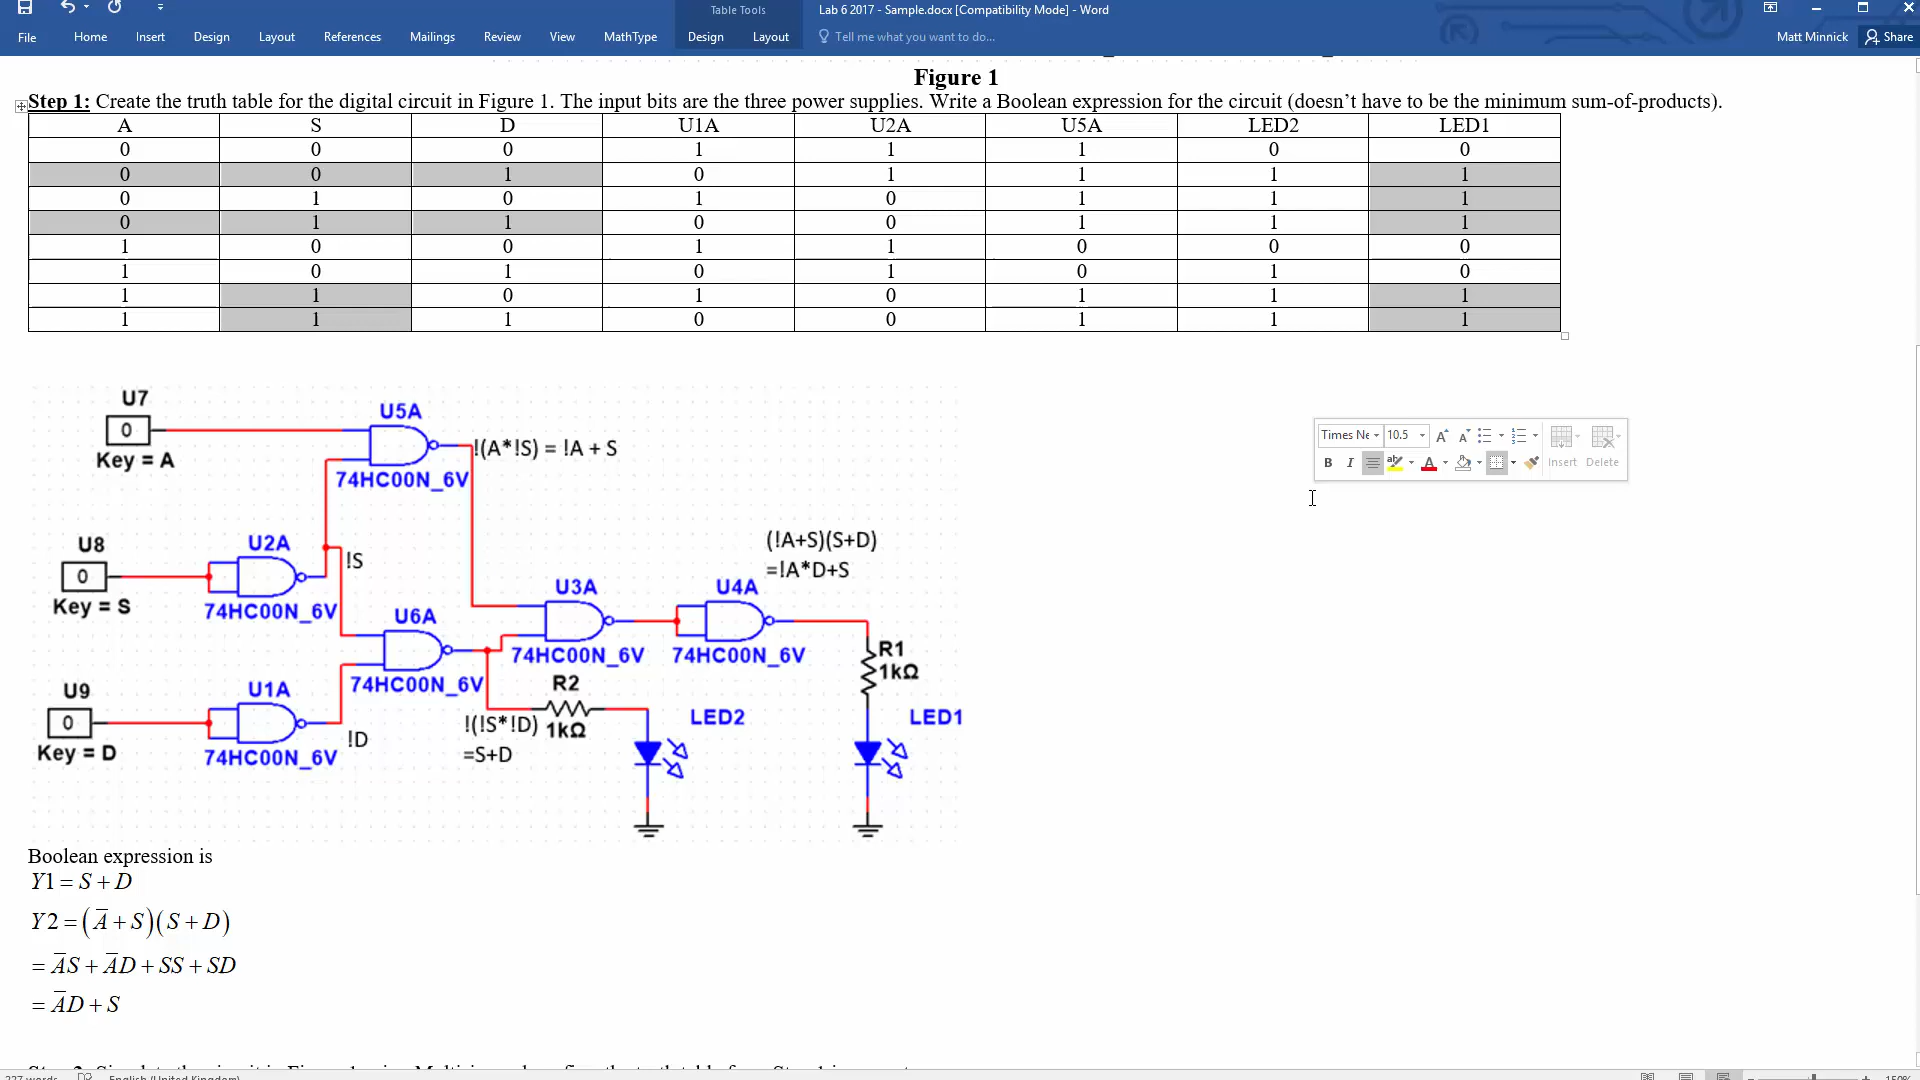 Table Tools
Lab 6 2017 - Sample.docx [Compatibility Mode] - Word
File Home Insert Design Layout References Mailings Review View MathType Design Layout Tell me what you want to do... Matt Minnick Share
Figure 1
Step 1: Create the truth table for the digital circuit in Figure 1. The input bits are the three power supplies. Write a Boolean expression for the circuit (doesn't have to be the minimum sum-of-products).
A S D U1A U2A U5A LED2 LED1
0 0 0 1 1 1 0 0
0 0 1 0 1 1 1 1
0 1 0 1 0 1 1 1
0 1 1 0 0 1 1 1
1 0 0 1 1 0 0 0
1 0 1 0 1 0 1 0
1 1 0 1 0 1 1 1
1 1 1 0 0 1 1 1
U7
0
Key = A
U5A
74HC00N_6V
!(A*!S) = !A + S
Times Ne 10.5
B I A Insert Delete
U8
0
Key = S
U2A
74HC00N_6V
!S
U6A
74HC00N_6V
U3A
74HC00N_6V
(!A+S)(S+D)
=!A*D+S
U4A
74HC00N_6V
R1
1kΩ
U9
0
Key = D
U1A
74HC00N_6V
!D
!(!S*!D)
=S+D
R2
1kΩ
LED2
LED1
Boolean expression is
Y1 = S + D
Y2 = (A̅ + S)(S + D)
= A̅S + A̅D + SS + SD
= A̅D + S
227 words English (United Kingdom) 150%